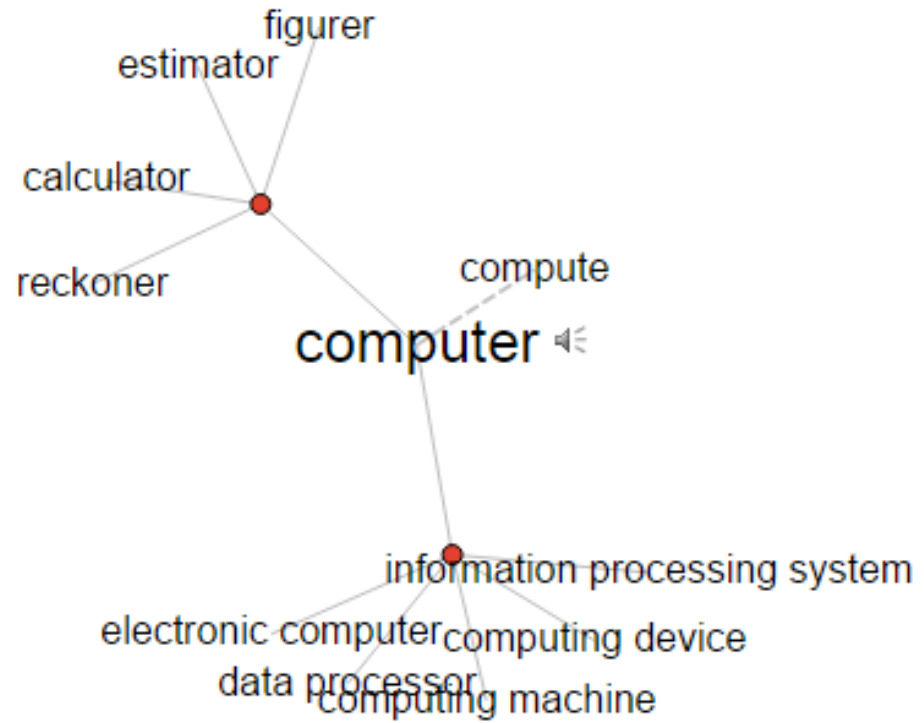 figurer
estimator
calculator
reckoner
compute
computer
information processing system
electronic computer
computing device
data processor
computing machine